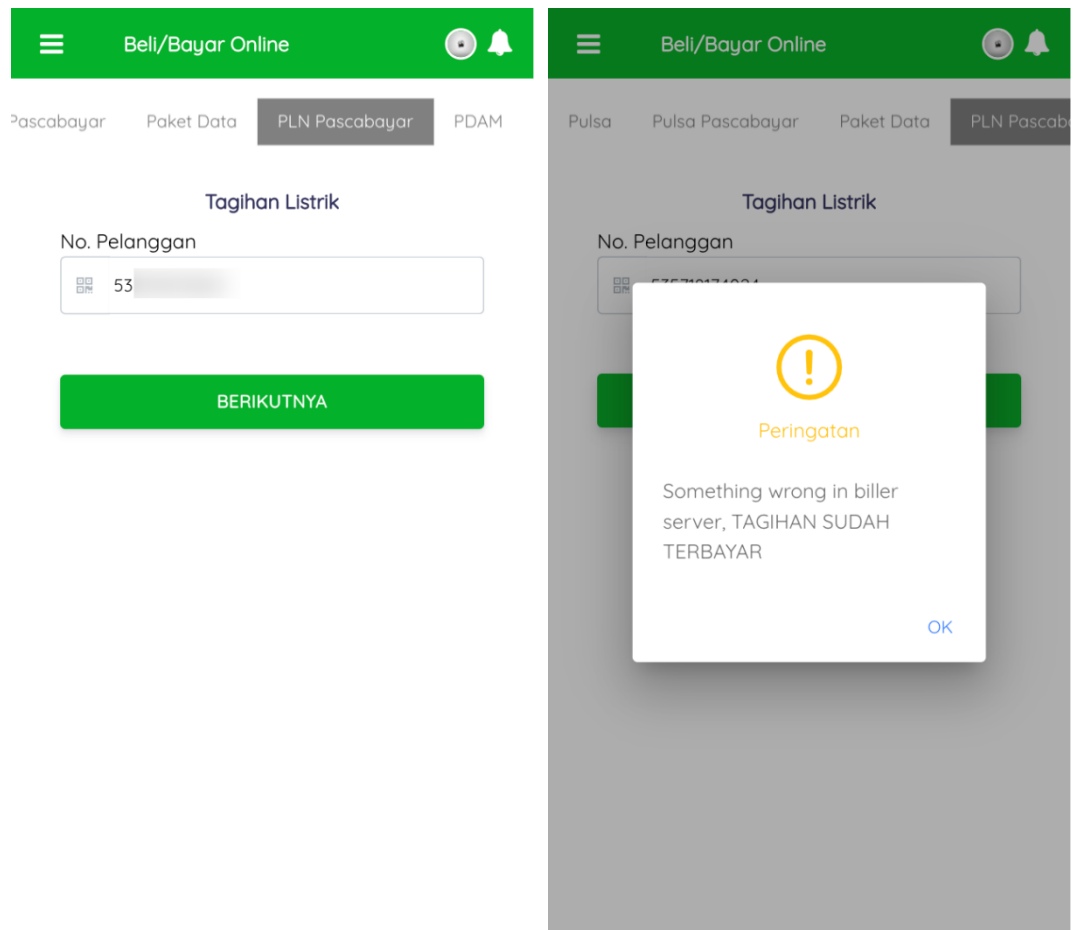 Beli/Bayar Online
Pascabayar Paket Data PLN Pascabayar PDAM
Tagihan Listrik
No. Pelanggan
53
BERIKUTNYA
Beli/Bayar Online
Pulsa Pulsa Pascabayar Paket Data PLN Pascab
Tagihan Listrik
No. Pelanggan
Peringatan
Something wrong in biller
server, TAGIHAN SUDAH
TERBAYAR
OK